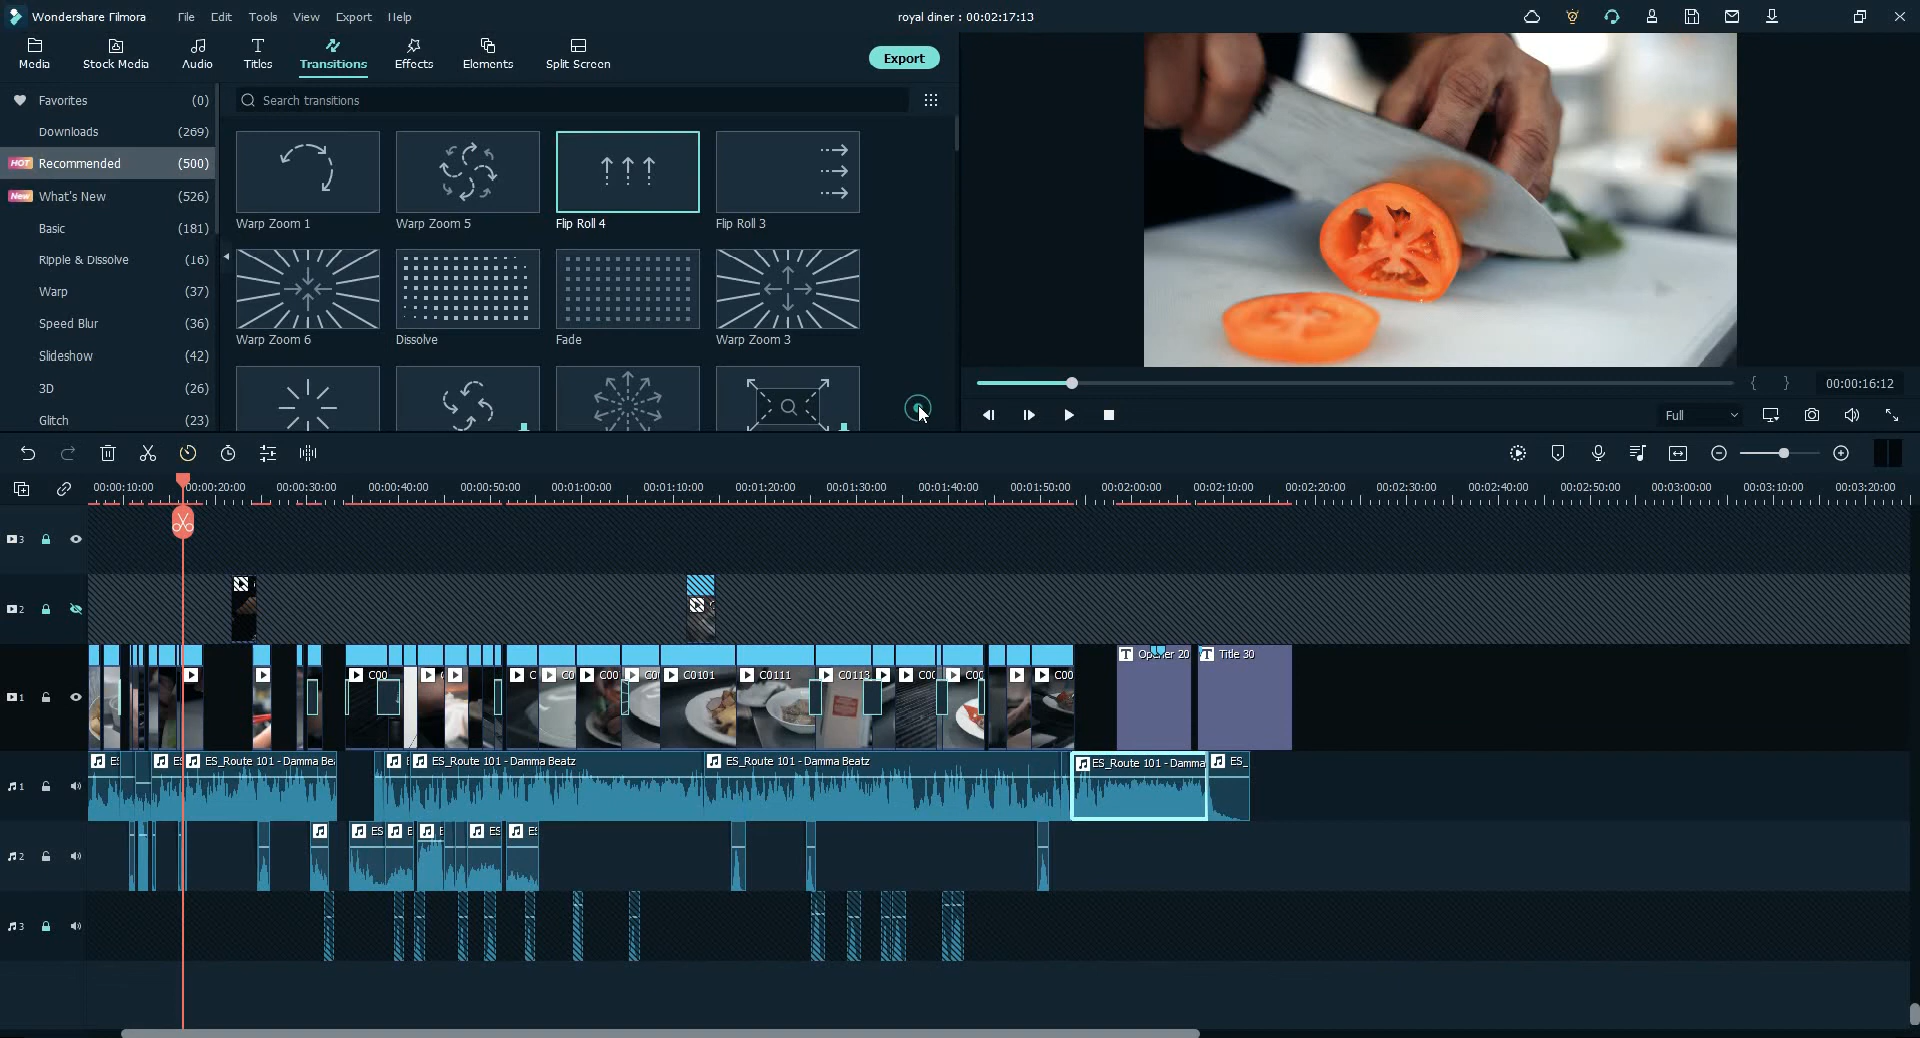 Wondershare Filmora File Edit Tools View Export Help
royal diner : 00:02:17:13
Media Stock Media Audio Titles Transitions Effects Elements Split Screen
Export
Favorites (0)
Downloads (269)
HOT Recommended (500)
New What's New (526)
Basic (181)
Ripple & Dissolve (16)
Warp (37)
Speed Blur (36)
Slideshow (42)
3D (26)
Glitch (23)
Search transitions
Warp Zoom 1 Warp Zoom 5 Flip Roll 4 Flip Roll 3
Warp Zoom 6 Dissolve Fade Warp Zoom 3
{ } 00:00:16:12
Full
00:00:10:00 00:00:20:00 00:00:30:00 00:00:40:00 00:00:50:00 00:01:00:00 00:01:10:00 00:01:20:00 00:01:30:00 00:01:40:00 00:01:50:00 00:02:00:00 00:02:10:00 00:02:20:00 00:02:30:00 00:02:40:00 00:02:50:00 00:03:00:00 00:03:10:00 00:03:20:00
3
2
1
C00 C C0 C00 C0 C0101 C0111 C0113 C0 C00 C00 C00
T Opener 20 T Title 30
1
ES ES ES_Route 101 - Damma Bea E ES_Route 101 - Damma Beatz ES_Route 101 - Damma Beatz ES_Route 101 - Damma ES_
2
ES E E ES ES
3